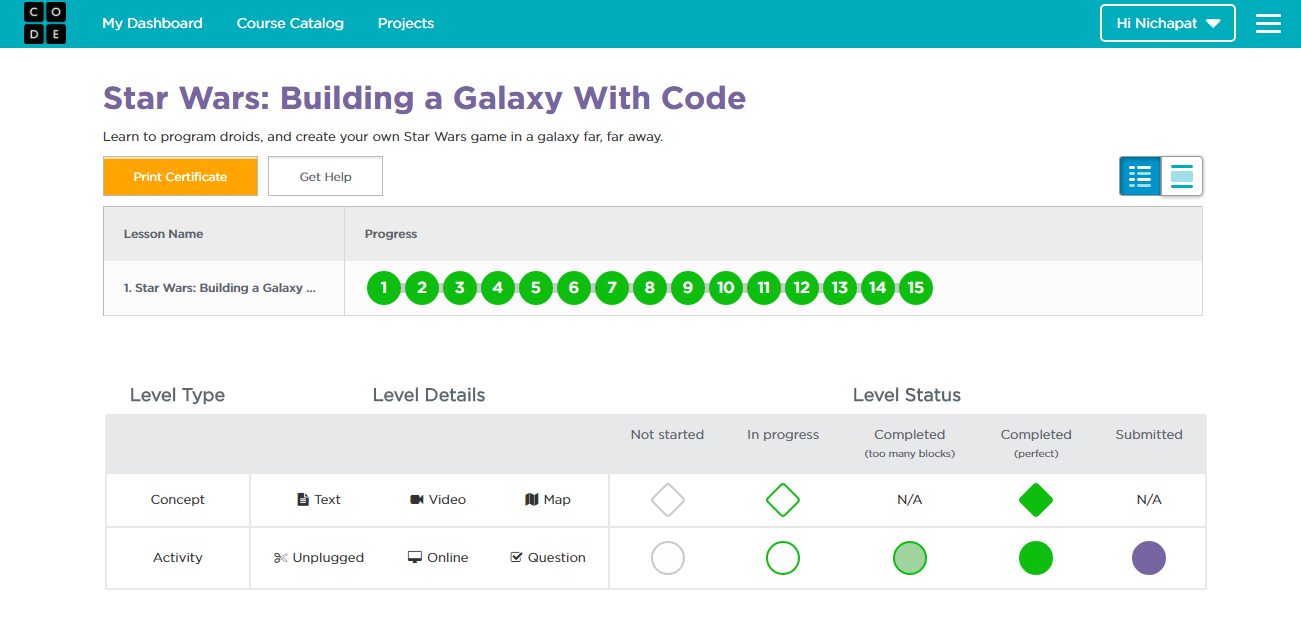 C O
D E
My Dashboard Course Catalog Projects Hi Nichapat
Star Wars: Building a Galaxy With Code
Learn to program droids, and create your own Star Wars game in a galaxy far, far away.
Print Certificate Get Help
Lesson Name Progress
1. Star Wars: Building a Galaxy ... 1 2 3 4 5 6 7 8 9 10 11 12 13 14 15
Level Type Level Details Level Status
Not started In progress Completed Completed Submitted
(too many blocks) (perfect)
Concept Text Video Map N/A N/A
Activity Unplugged Online Question